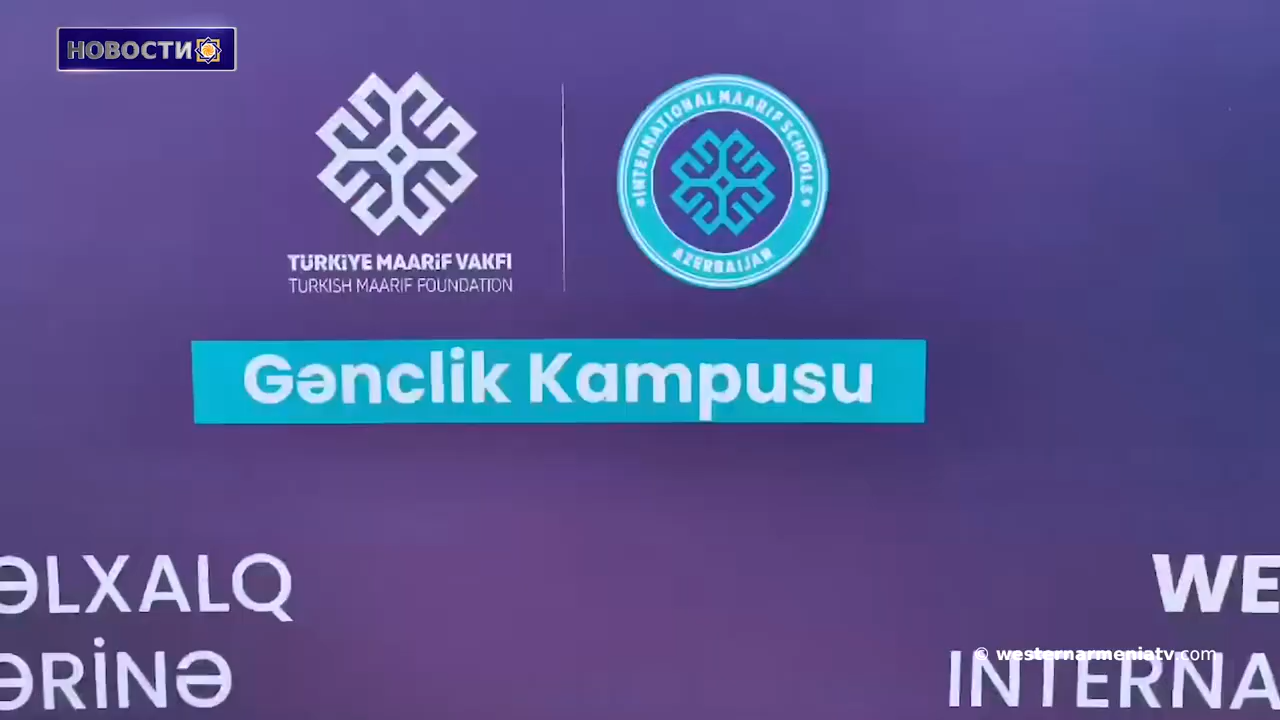 НОВОСТИ
TÜRKİYE MAARİF VAKFI
TURKISH MAARIF FOUNDATION
INTERNATIONAL MAARIF SCHOOLS
AZERBAIJAN
Gənclik Kampusu
ƏLXALQ
ƏRİNƏ
WE
INTERNA
© westernarmeniatv.com